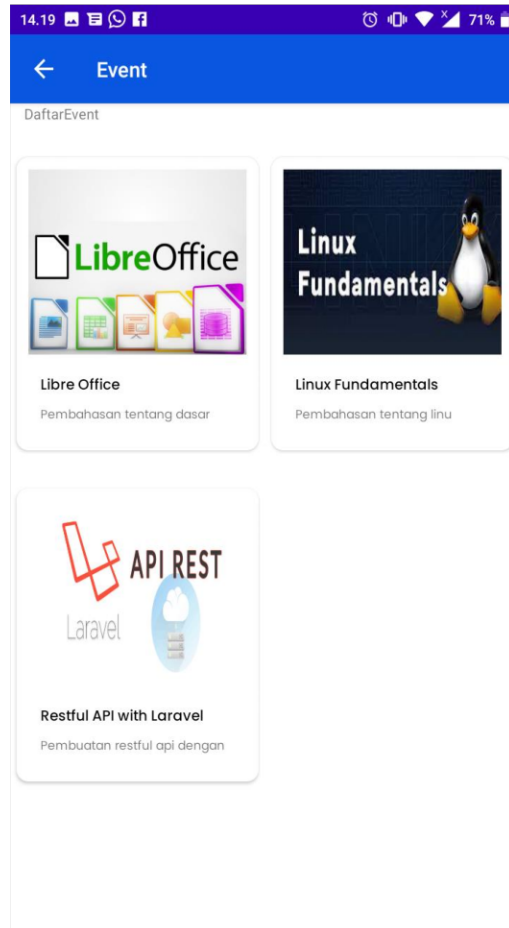 14.19
71%
Event
DaftarEvent
LibreOffice
Linux
Fundamentals
Libre Office
Pembahasan tentang dasar
Linux Fundamentals
Pembahasan tentang linu
API REST
Laravel
Restful API with Laravel
Pembuatan restful api dengan